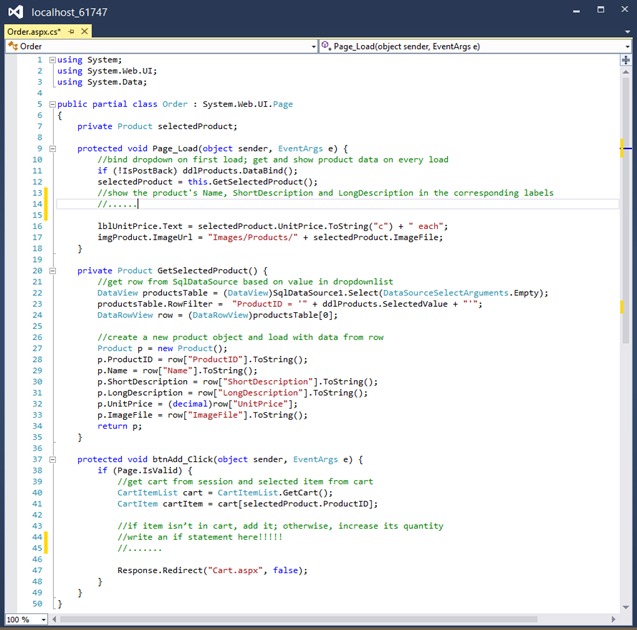 localhost_61747
Order.aspx.cs*
Order
Page_Load(object sender, EventArgs e)
1 using System;
2 using System.Web.UI;
3 using System.Data;
4
5 public partial class Order : System.Web.UI.Page
6 {
7 private Product selectedProduct;
8
9 protected void Page_Load(object sender, EventArgs e) {
10 //bind dropdown on first load; get and show product data on every load
11 if (!IsPostBack) ddlProducts.DataBind();
12 selectedProduct = this.GetSelectedProduct();
13 //show the product's Name, ShortDescription and LongDescription in the corresponding labels
14 //......
15
16 lblUnitPrice.Text = selectedProduct.UnitPrice.ToString("c") + " each";
17 imgProduct.ImageUrl = "Images/Products/" + selectedProduct.ImageFile;
18 }
19
20 private Product GetSelectedProduct() {
21 //get row from SqlDataSource based on value in dropdownlist
22 DataView productsTable = (DataView)SqlDataSource1.Select(DataSourceSelectArguments.Empty);
23 productsTable.RowFilter = "ProductID = '" + ddlProducts.SelectedValue + "'";
24 DataRowView row = (DataRowView)productsTable[0];
25
26 //create a new product object and load with data from row
27 Product p = new Product();
28 p.ProductID = row["ProductID"].ToString();
29 p.Name = row["Name"].ToString();
30 p.ShortDescription = row["ShortDescription"].ToString();
31 p.LongDescription = row["LongDescription"].ToString();
32 p.UnitPrice = (decimal)row["UnitPrice"];
33 p.ImageFile = row["ImageFile"].ToString();
34 return p;
35 }
36
37 protected void btnAdd_Click(object sender, EventArgs e) {
38 if (Page.IsValid) {
39 //get cart from session and selected item from cart
40 CartItemList cart = CartItemList.GetCart();
41 CartItem cartItem = cart[selectedProduct.ProductID];
42
43 //if item isn’t in cart, add it; otherwise, increase its quantity
44 //write an if statement here!!!!!
45 //.......
46
47 Response.Redirect("Cart.aspx", false);
48 }
49 }
50 }
100 %